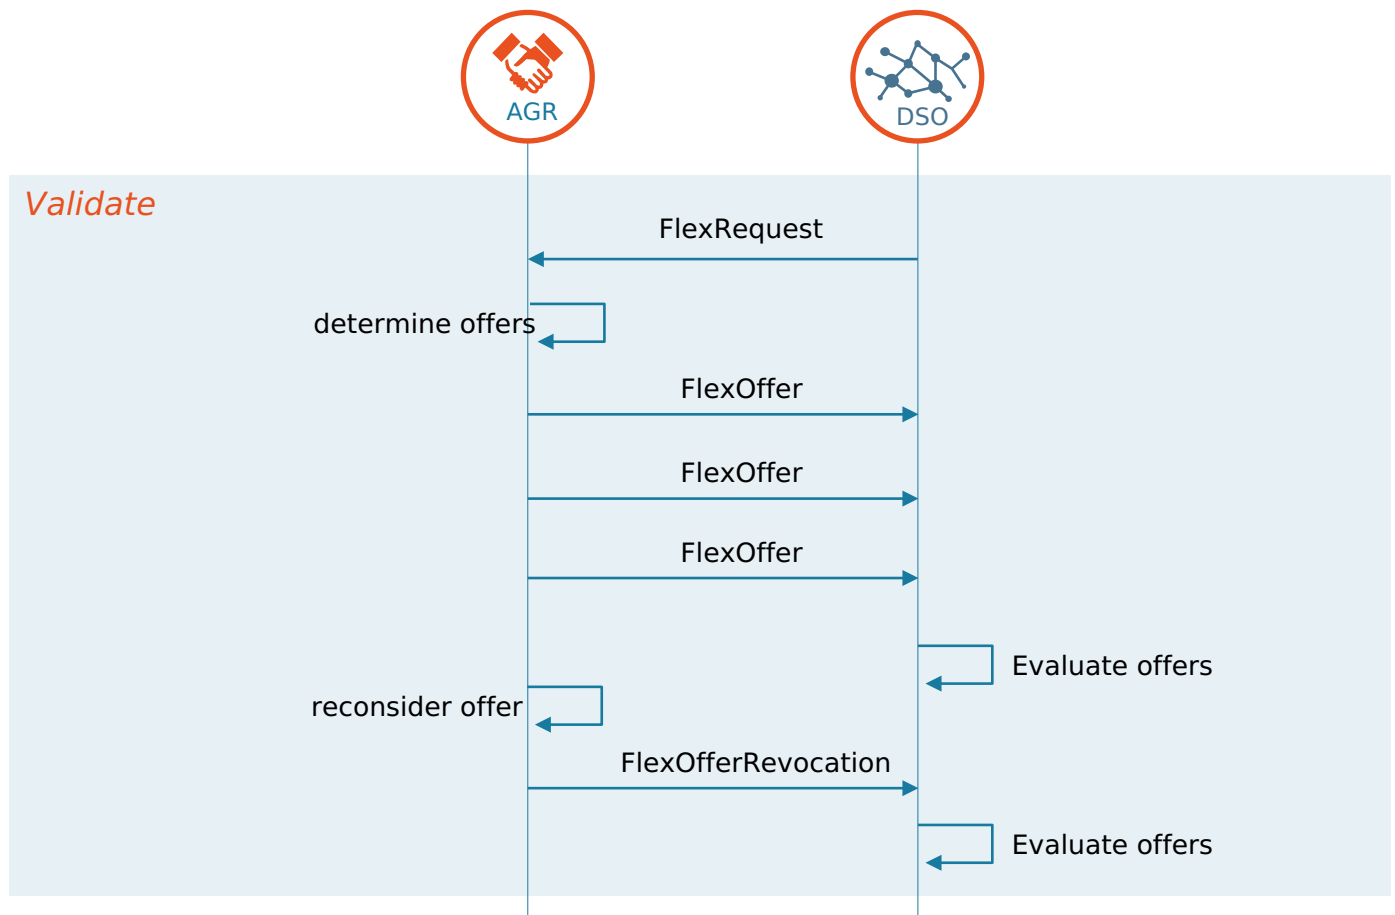 AGR
DSO
Validate
FlexRequest
determine offers
FlexOffer
FlexOffer
FlexOffer
Evaluate offers
reconsider offer
FlexOfferRevocation
Evaluate offers